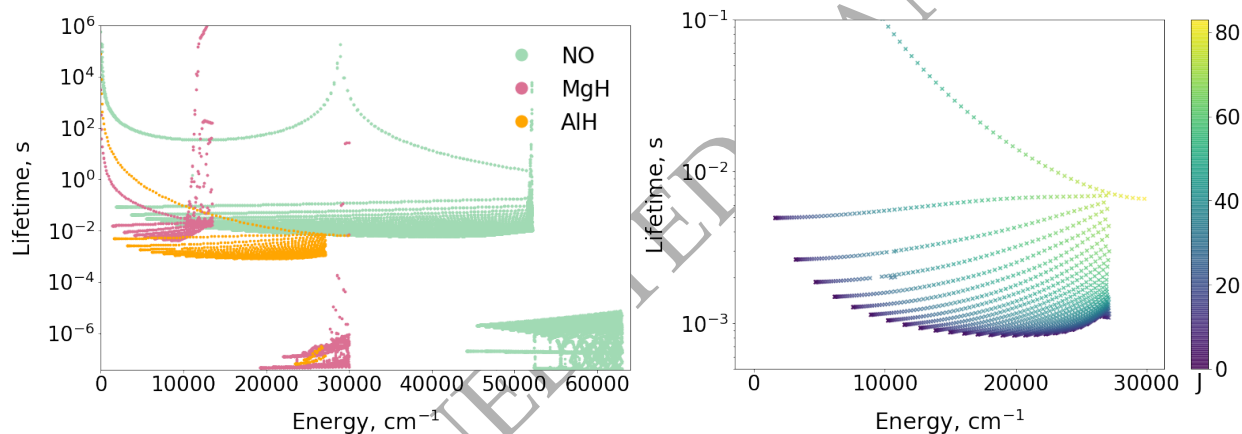 10^6
10^4
10^2
10^0
10^-2
10^-4
10^-6
Lifetime, s
NO
MgH
AlH
0 10000 20000 30000 40000 50000 60000
Energy, cm^-1
10^-1
10^-2
10^-3
Lifetime, s
0 10000 20000 30000
Energy, cm^-1
80
60
40
20
0
J